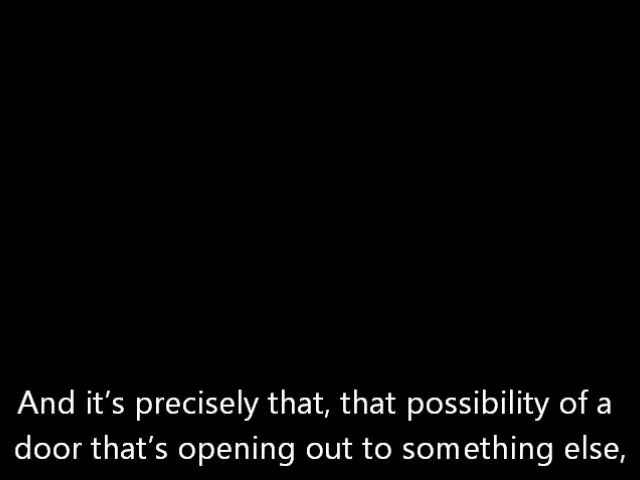 And it’s precisely that, that possibility of a
door that’s opening out to something else,